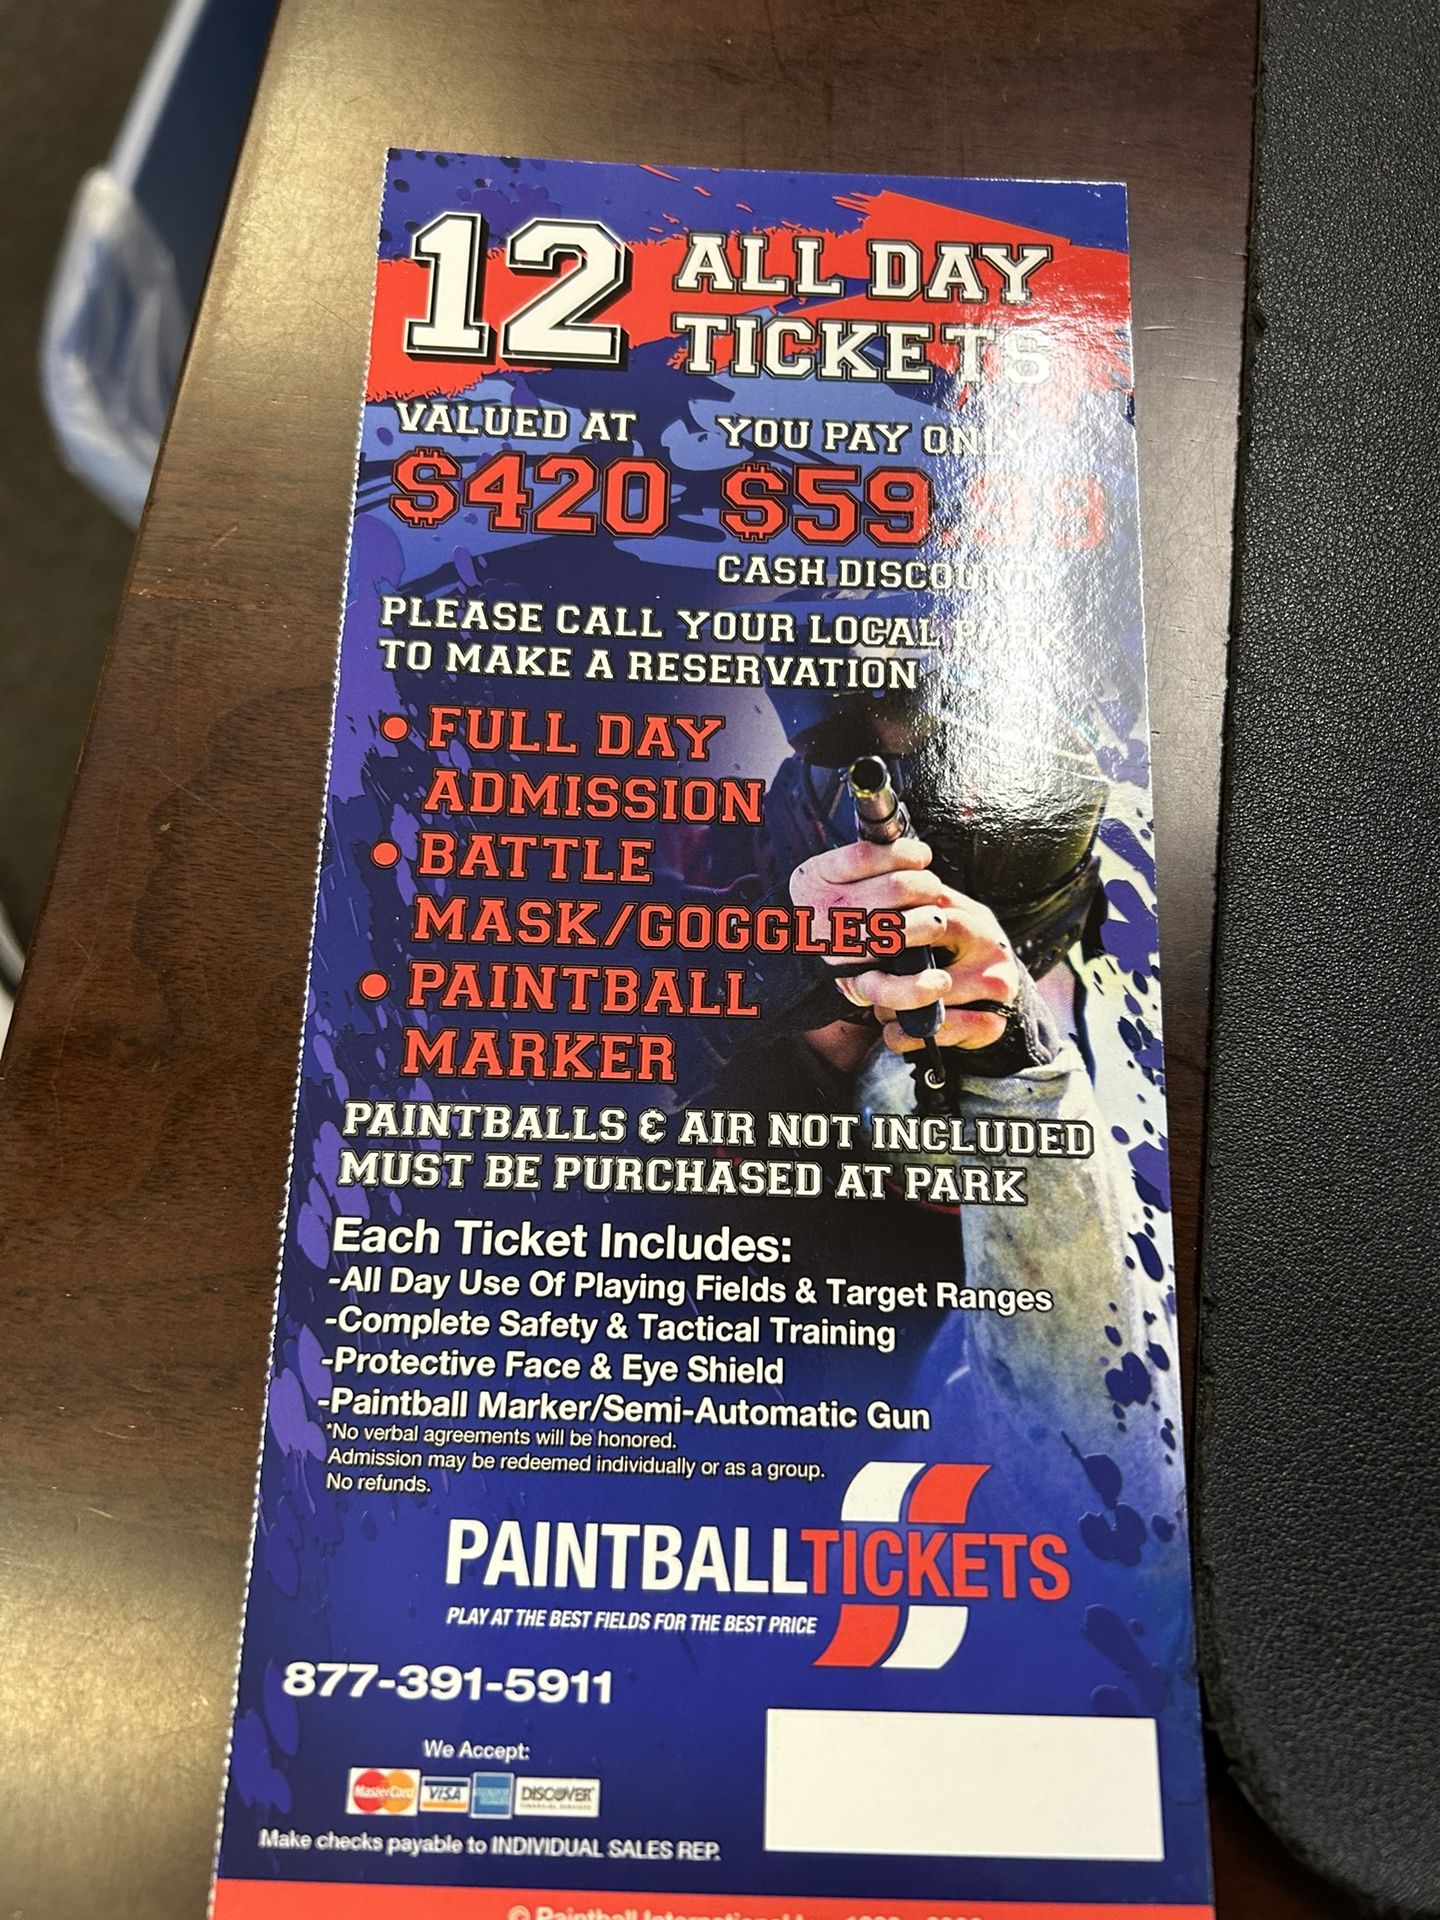 12 ALL DAY
TICKETS
VALUED AT YOU PAY ONLY
$420 $59.99
CASH DISCOUNT
PLEASE CALL YOUR LOCAL PARK
TO MAKE A RESERVATION
• FULL DAY
ADMISSION
• BATTLE
MASK/GOGGLES
• PAINTBALL
MARKER
PAINTBALLS & AIR NOT INCLUDED
MUST BE PURCHASED AT PARK
Each Ticket Includes:
-All Day Use Of Playing Fields & Target Ranges
-Complete Safety & Tactical Training
-Protective Face & Eye Shield
-Paintball Marker/Semi-Automatic Gun
*No verbal agreements will be honored.
Admission may be redeemed individually or as a group.
No refunds.
PAINTBALLTICKETS
PLAY AT THE BEST FIELDS FOR THE BEST PRICE
877-391-5911
We Accept:
MasterCard VISA DISCOVER
Make checks payable to INDIVIDUAL SALES REP.
© Paintball International